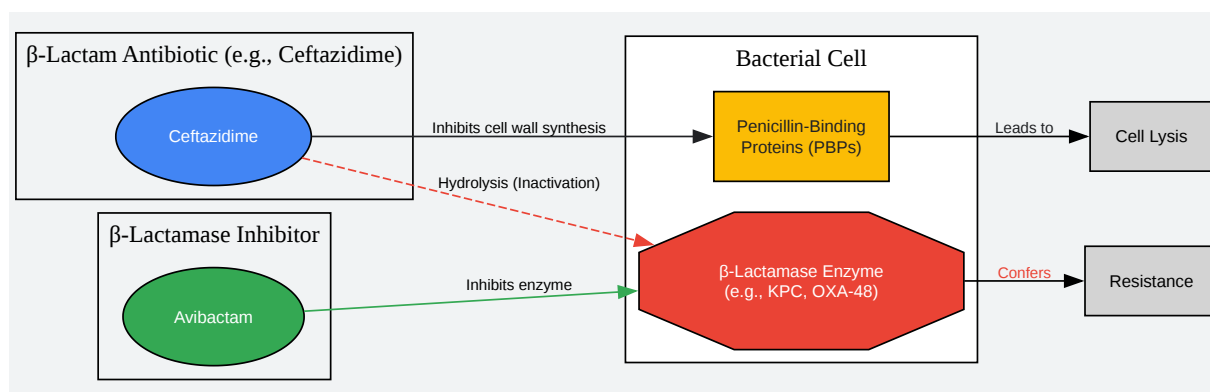 β-Lactam Antibiotic (e.g., Ceftazidime)
Ceftazidime
Inhibits cell wall synthesis
Hydrolysis (Inactivation)
β-Lactamase Inhibitor
Avibactam
Inhibits enzyme
Bacterial Cell
Penicillin-Binding
Proteins (PBPs)
β-Lactamase Enzyme
(e.g., KPC, OXA-48)
Leads to
Cell Lysis
Confers
Resistance